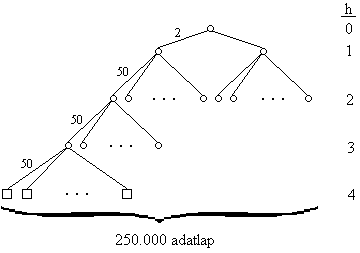 h
0
2
1
50
. . .
. . .
2
50
. . .
3
50
. . .
4
250.000 adatlap